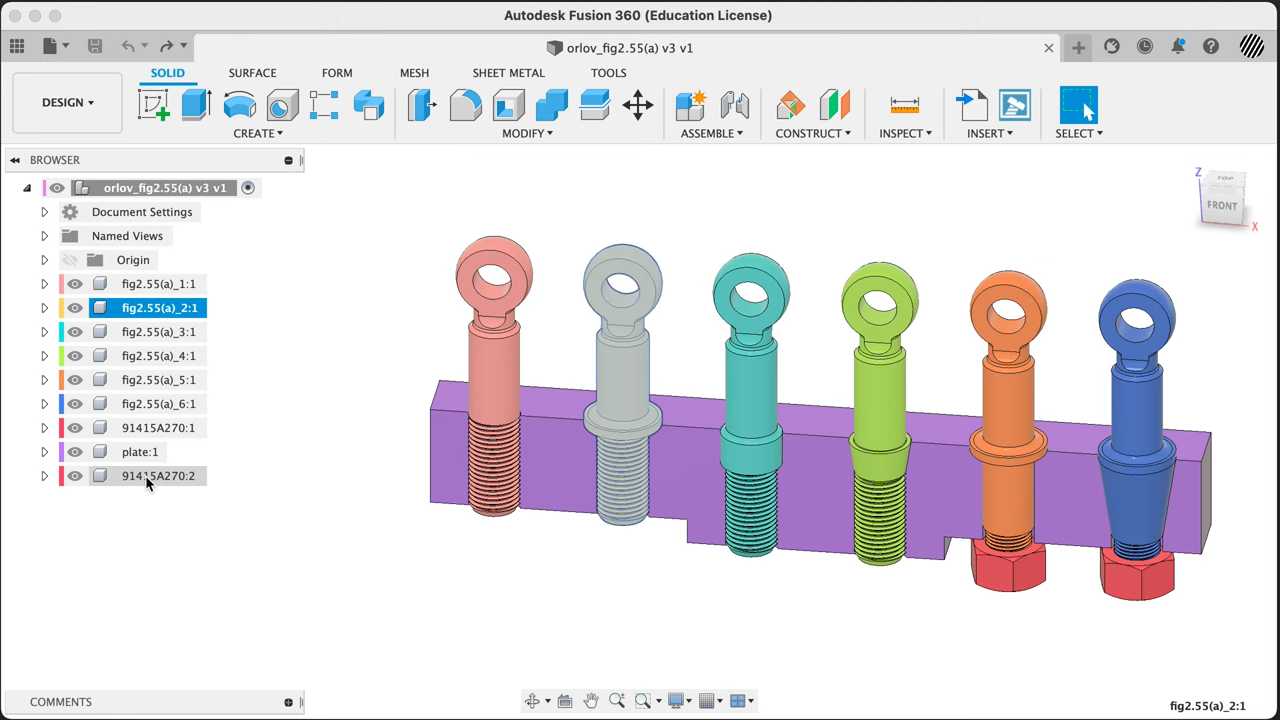 Autodesk Fusion 360 (Education License)
orlov_fig2.55(a) v3 v1
SOLID SURFACE FORM MESH SHEET METAL TOOLS
DESIGN
CREATE MODIFY ASSEMBLE CONSTRUCT INSPECT INSERT SELECT
BROWSER
orlov_fig2.55(a) v3 v1
Document Settings
Named Views
Origin
fig2.55(a)_1:1
fig2.55(a)_2:1
fig2.55(a)_3:1
fig2.55(a)_4:1
fig2.55(a)_5:1
fig2.55(a)_6:1
91415A270:1
plate:1
91415A270:2
Z
TOP
FRONT
X
COMMENTS
fig2.55(a)_2:1